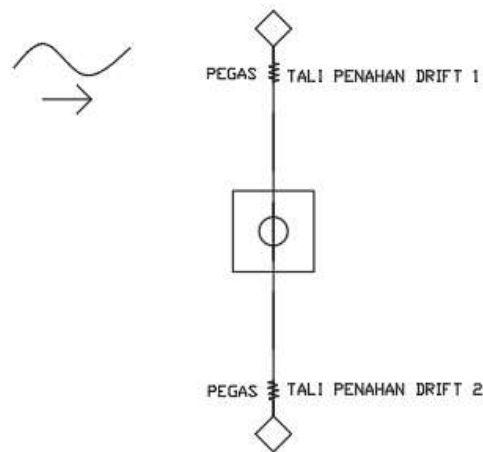 PEGAS TALI PENAHAN DRIFT 1
PEGAS TALI PENAHAN DRIFT 2